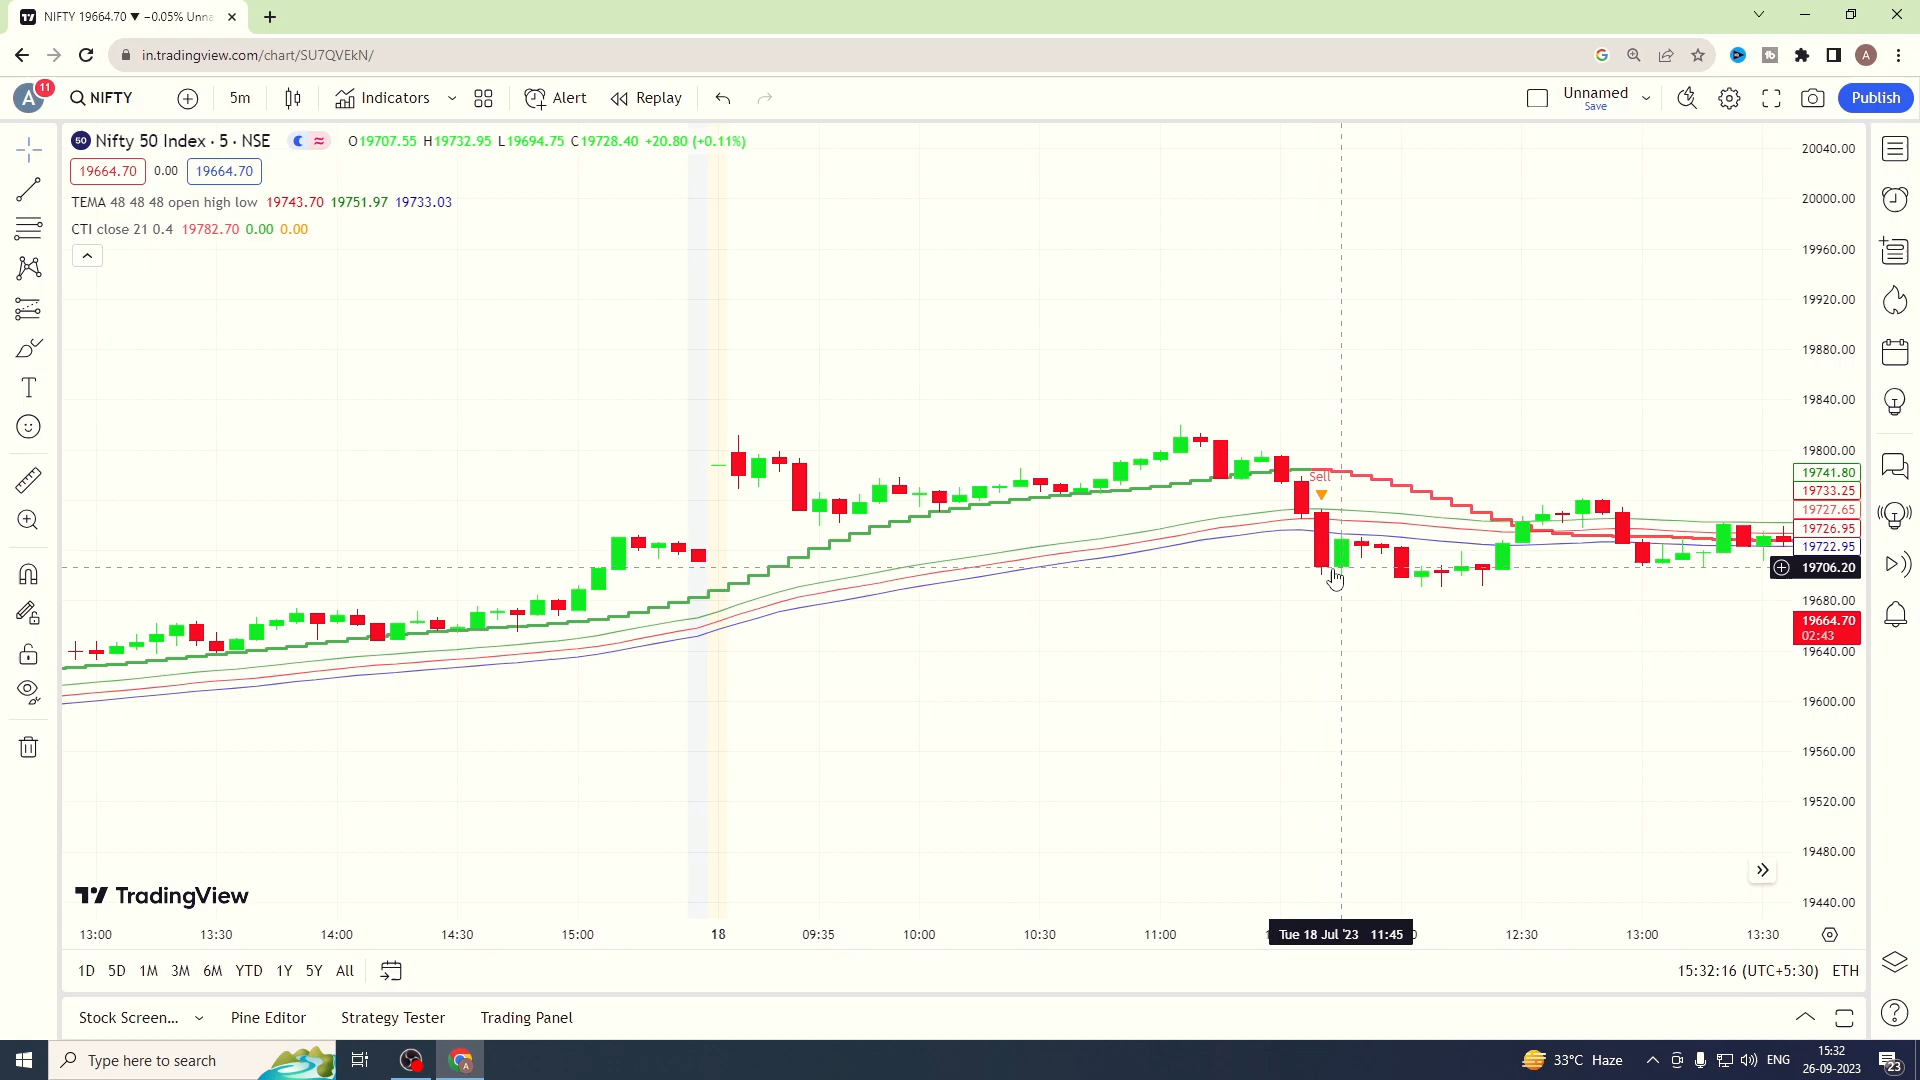 NIFTY 19664.70 ▼ −0.05% Unna
in.tradingview.com/chart/SU7QVEkN/
A
A 11 NIFTY 5m Indicators Alert Replay Unnamed Save Publish
50 Nifty 50 Index · 5 · NSE O19707.55 H19732.95 L19694.75 C19728.40 +20.80 (+0.11%)
19664.70 0.00 19664.70
TEMA 48 48 48 open high low 19743.70 19751.97 19733.03
CTI close 21 0.4 19782.70 0.00 0.00
20040.00
20000.00
19960.00
19920.00
19880.00
19840.00
19800.00
Sell
19741.80
19733.25
19727.65
19726.95
19722.95
19706.20
19680.00
19664.70
02:43
19640.00
19600.00
19560.00
19520.00
19480.00
19440.00
TradingView
13:00 13:30 14:00 14:30 15:00 18 09:35 10:00 10:30 11:00 Tue 18 Jul '23 11:45 12:30 13:00 13:30
1D 5D 1M 3M 6M YTD 1Y 5Y All 15:32:16 (UTC+5:30) ETH
Stock Screen... Pine Editor Strategy Tester Trading Panel
Type here to search 33°C Haze ENG 15:32
26-09-2023 23